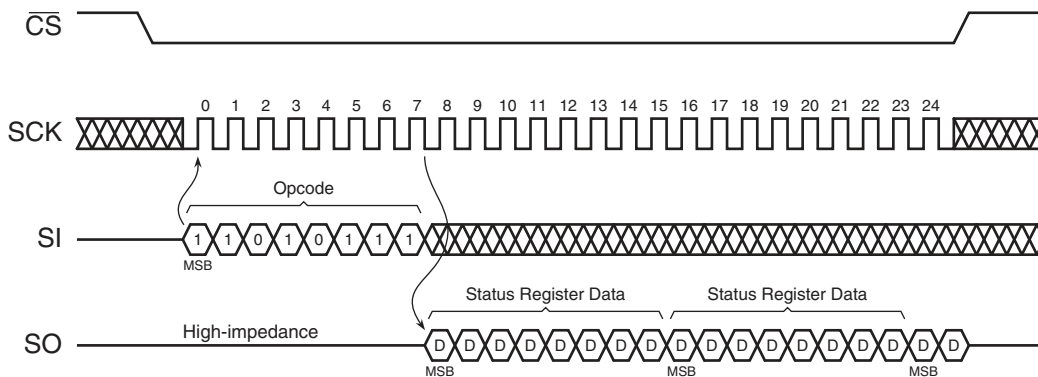 CS
0 1 2 3 4 5 6 7 8 9 10 11 12 13 14 15 16 17 18 19 20 21 22 23 24
SCK
Opcode
SI 1 1 0 1 0 1 1 1
MSB
Status Register Data Status Register Data
High-impedance
SO D D D D D D D D D D D D D D D D D D
MSB MSB MSB